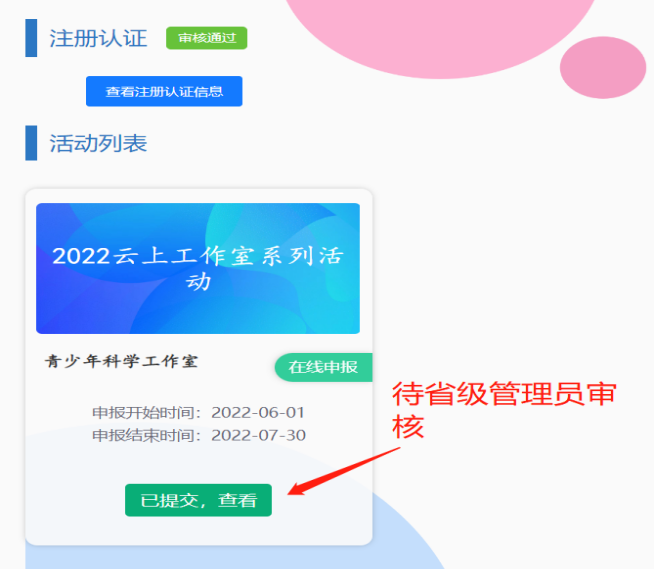 注册认证 审核通过
查看注册认证信息
活动列表
2022云上工作室系列活
动
青少年科学工作室
在线申报
申报开始时间：2022-06-01
申报结束时间：2022-07-30
待省级管理员审
核
已提交，查看